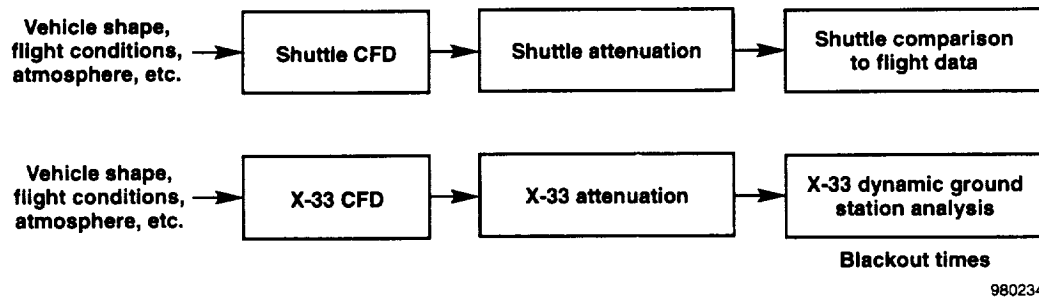 Vehicle shape,
flight conditions,
atmosphere, etc.
Shuttle CFD
Shuttle attenuation
Shuttle comparison
to flight data
Vehicle shape,
flight conditions,
atmosphere, etc.
X-33 CFD
X-33 attenuation
X-33 dynamic ground
station analysis
Blackout times
980234